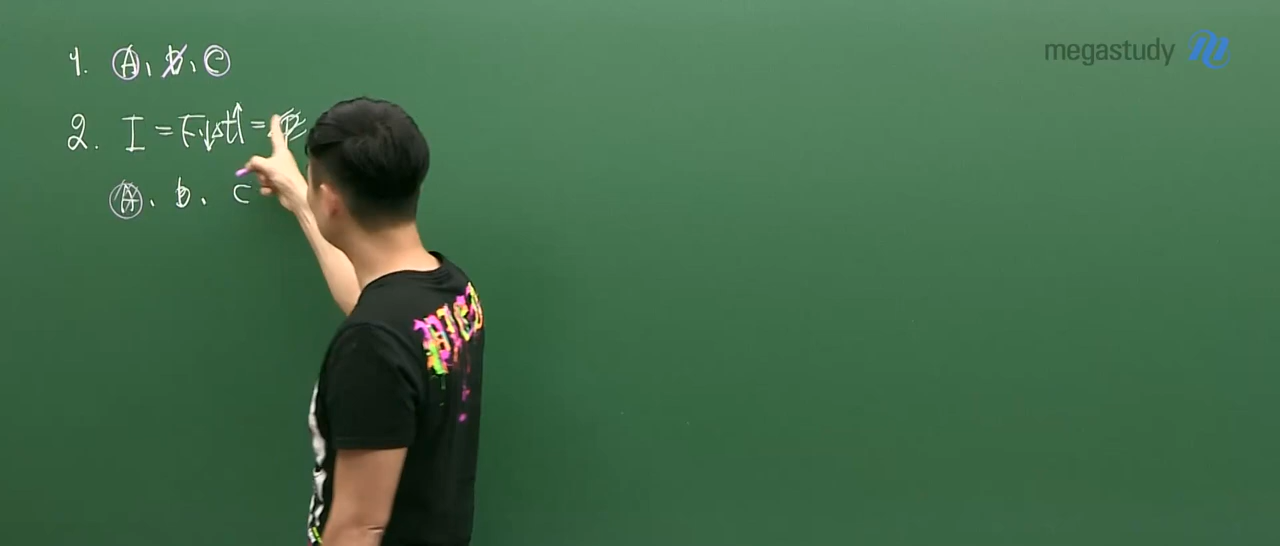 1. A, B, C
megastudy
2. I = F↓Δt↑ =
A, B, C